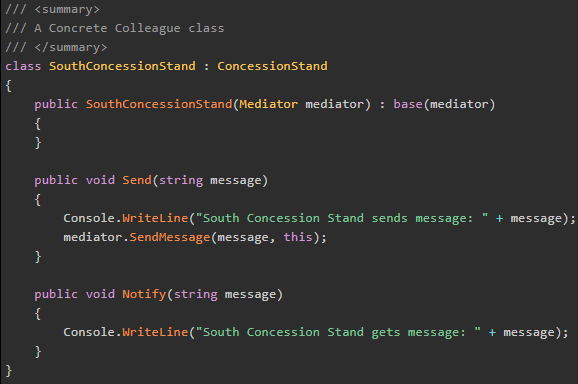 /// <summary>
/// A Concrete Colleague class
/// </summary>
class SouthConcessionStand : ConcessionStand
{
    public SouthConcessionStand(Mediator mediator) : base(mediator)
    {
    }

    public void Send(string message)
    {
        Console.WriteLine("South Concession Stand sends message: " + message);
        mediator.SendMessage(message, this);
    }

    public void Notify(string message)
    {
        Console.WriteLine("South Concession Stand gets message: " + message);
    }
}